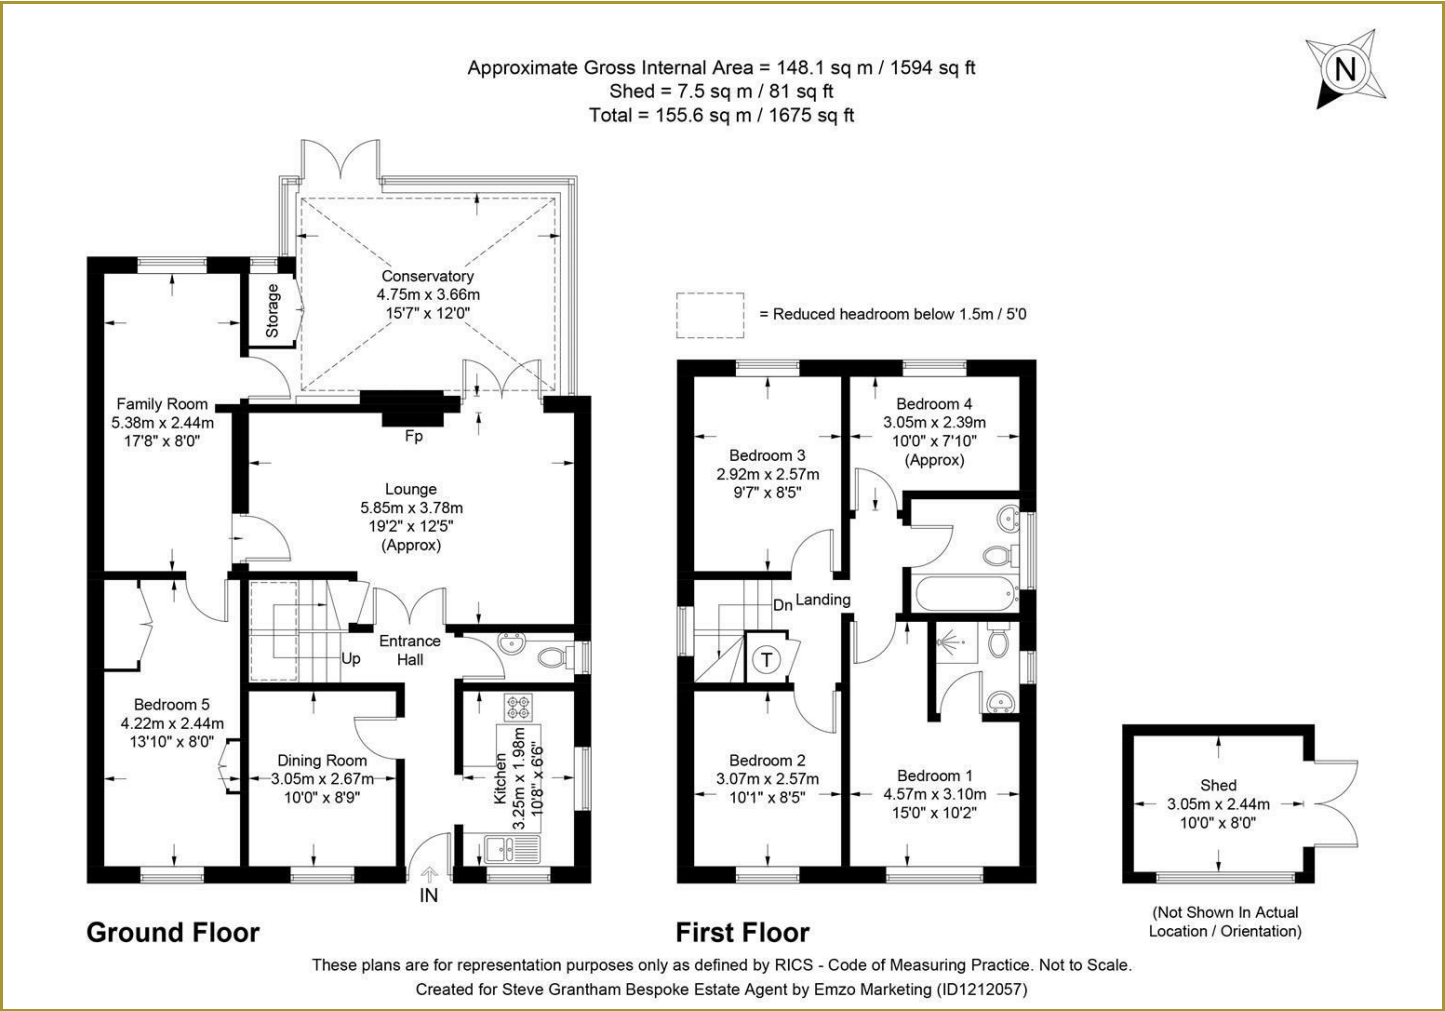 Approximate Gross Internal Area = 148.1 sq m / 1594 sq ft
Shed = 7.5 sq m / 81 sq ft
Total = 155.6 sq m / 1675 sq ft
N
Conservatory
4.75m x 3.66m
15'7" x 12'0"
Storage
= Reduced headroom below 1.5m / 5'0
Family Room
5.38m x 2.44m
17'8" x 8'0"
Fp
Lounge
5.85m x 3.78m
19'2" x 12'5"
(Approx)
Entrance
Hall
Up
Bedroom 5
4.22m x 2.44m
13'10" x 8'0"
Dining Room
3.05m x 2.67m
10'0" x 8'9"
Kitchen
3.25m x 1.98m
10'8" x 6'6"
IN
Ground Floor
Bedroom 3
2.92m x 2.57m
9'7" x 8'5"
Bedroom 4
3.05m x 2.39m
10'0" x 7'10"
(Approx)
Dn
Landing
T
Bedroom 2
3.07m x 2.57m
10'1" x 8'5"
Bedroom 1
4.57m x 3.10m
15'0" x 10'2"
First Floor
Shed
3.05m x 2.44m
10'0" x 8'0"
(Not Shown In Actual
Location / Orientation)
These plans are for representation purposes only as defined by RICS - Code of Measuring Practice. Not to Scale.
Created for Steve Grantham Bespoke Estate Agent by Emzo Marketing (ID1212057)